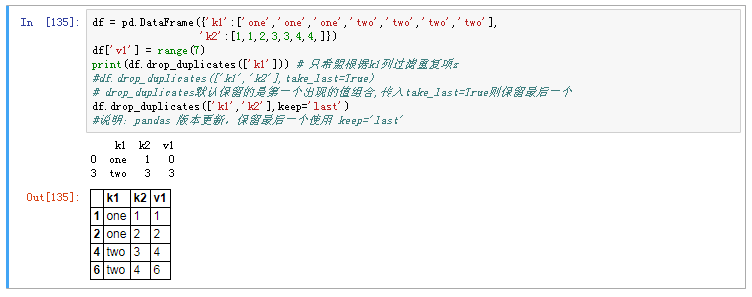 In [135]: df = pd.DataFrame({'k1':['one','one','one','two','two','two','two'],
'k2':[1,1,2,3,3,4,4,]})
df['v1'] = range(7)
print(df.drop_duplicates(['k1'])) # 只希望根据k1列过滤重复项z
#df.drop_duplicates(['k1','k2'],take_last=True)
# drop_duplicates默认保留的是第一个出现的值组合,传入take_last=True则保留最后一个
df.drop_duplicates(['k1','k2'],keep='last')
#说明：pandas 版本更新，保留最后一个使用 keep='last'
k1 k2 v1
0 one 1 0
3 two 3 3
Out[135]:
k1 k2 v1
1 one 1 1
2 one 2 2
4 two 3 4
6 two 4 6